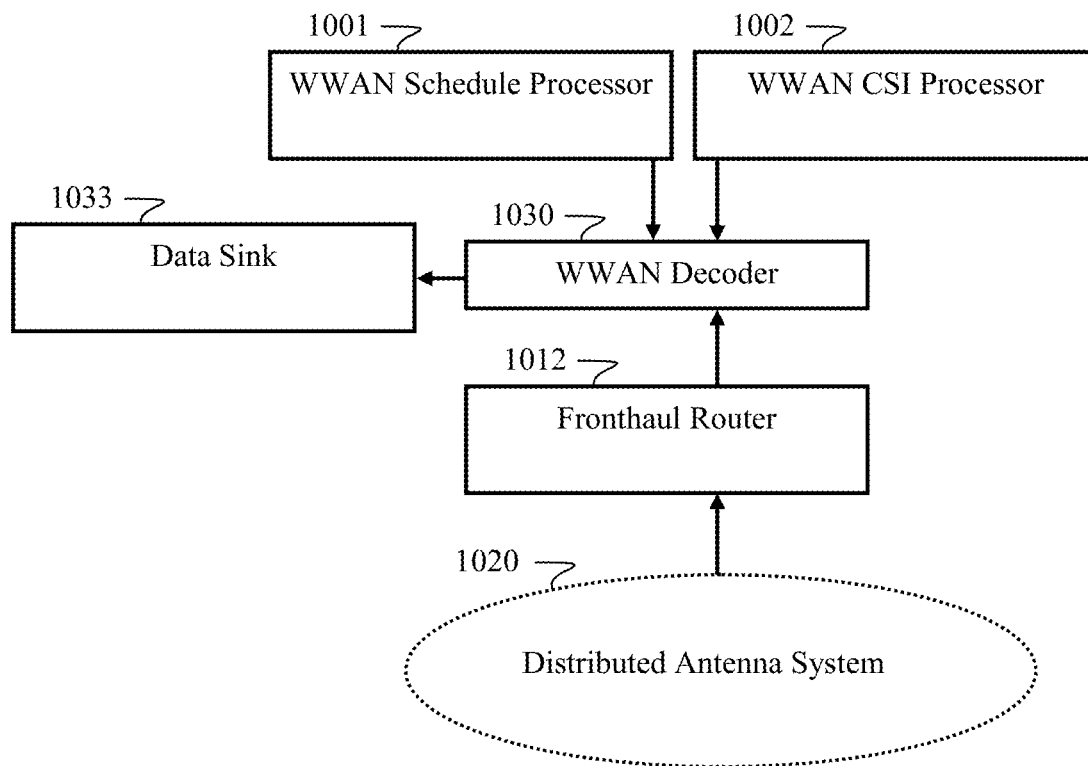 1001
1002
WWAN Schedule Processor
WWAN CSI Processor
1033
1030
Data Sink
WWAN Decoder
1012
Fronthaul Router
1020
Distributed Antenna System